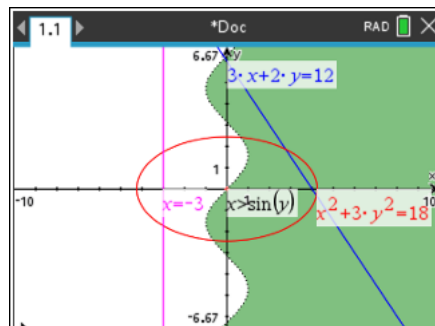 1.1 *Doc RAD
6.67 y
3·x+2·y=12
1
x
-10 10
x=-3 x>sin(y) x²+3·y²=18
-6.67